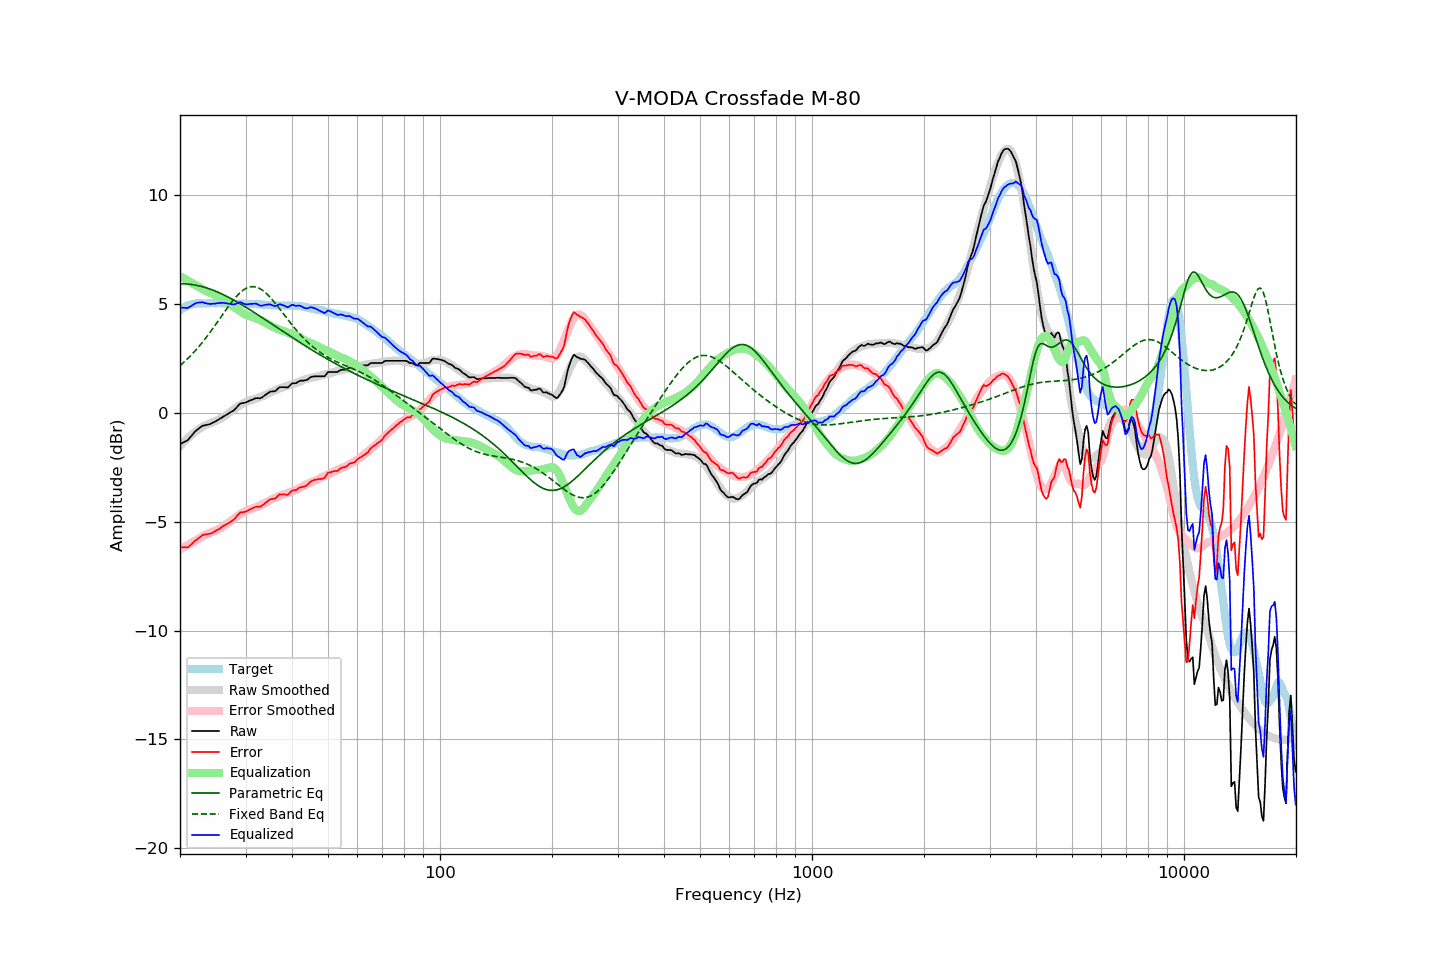 V-MODA Crossfade M-80
10
5
0
−5
−10
−15
−20
Amplitude (dBr)
Target
Raw Smoothed
Error Smoothed
Raw
Error
Equalization
Parametric Eq
Fixed Band Eq
Equalized
100
1000
10000
Frequency (Hz)